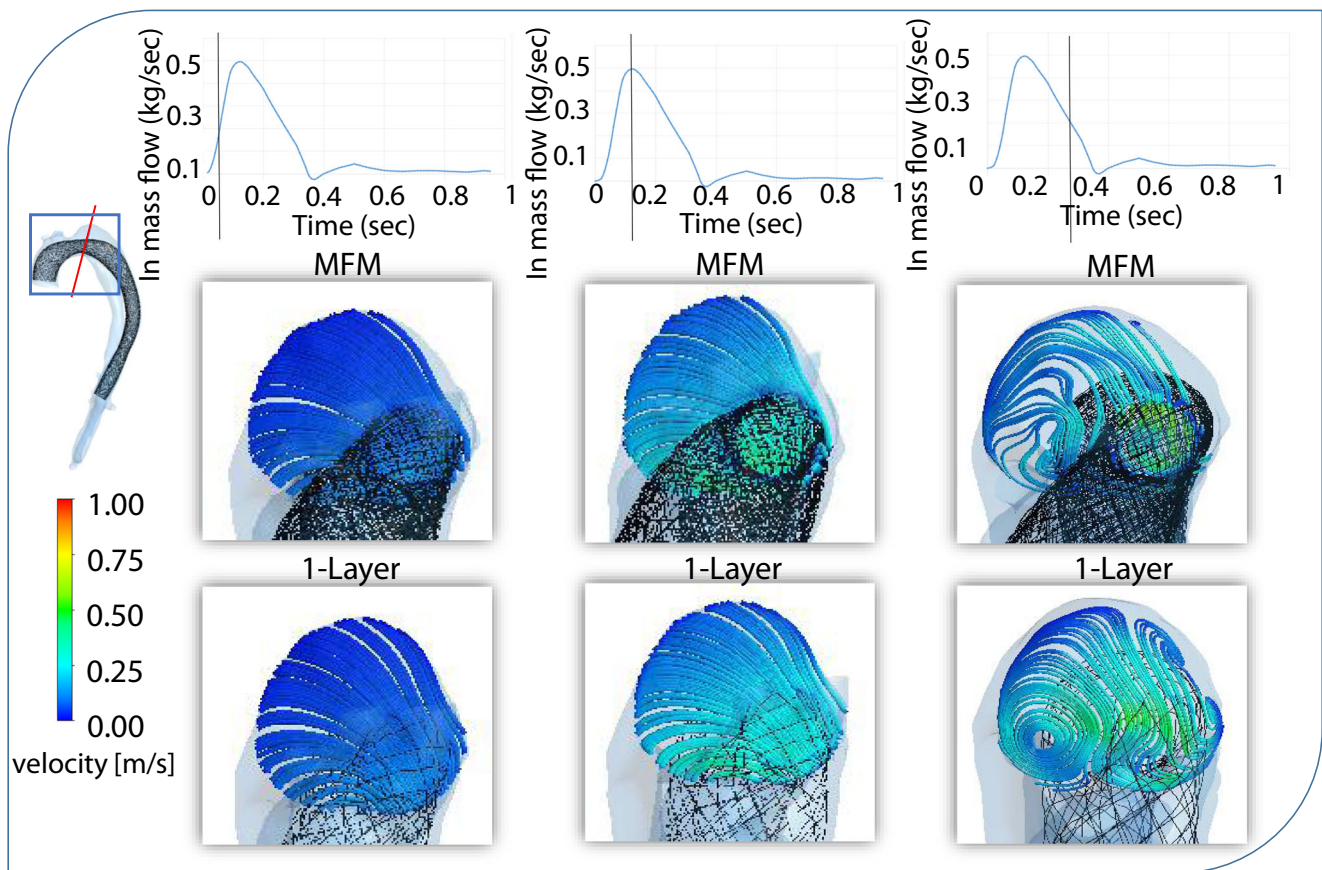 In mass flow (kg/sec)
0.5
0.3
0.1
0 0.2 0.4 0.6 0.8 1
Time (sec)
In mass flow (kg/sec)
0.5
0.3
0.1
0 0.2 0.4 0.6 0.8 1
Time (sec)
In mass flow (kg/sec)
0.5
0.3
0.1
0 0.2 0.4 0.6 0.8 1
Time (sec)
MFM
MFM
MFM
1-Layer
1-Layer
1-Layer
1.00
0.75
0.50
0.25
0.00
velocity [m/s]